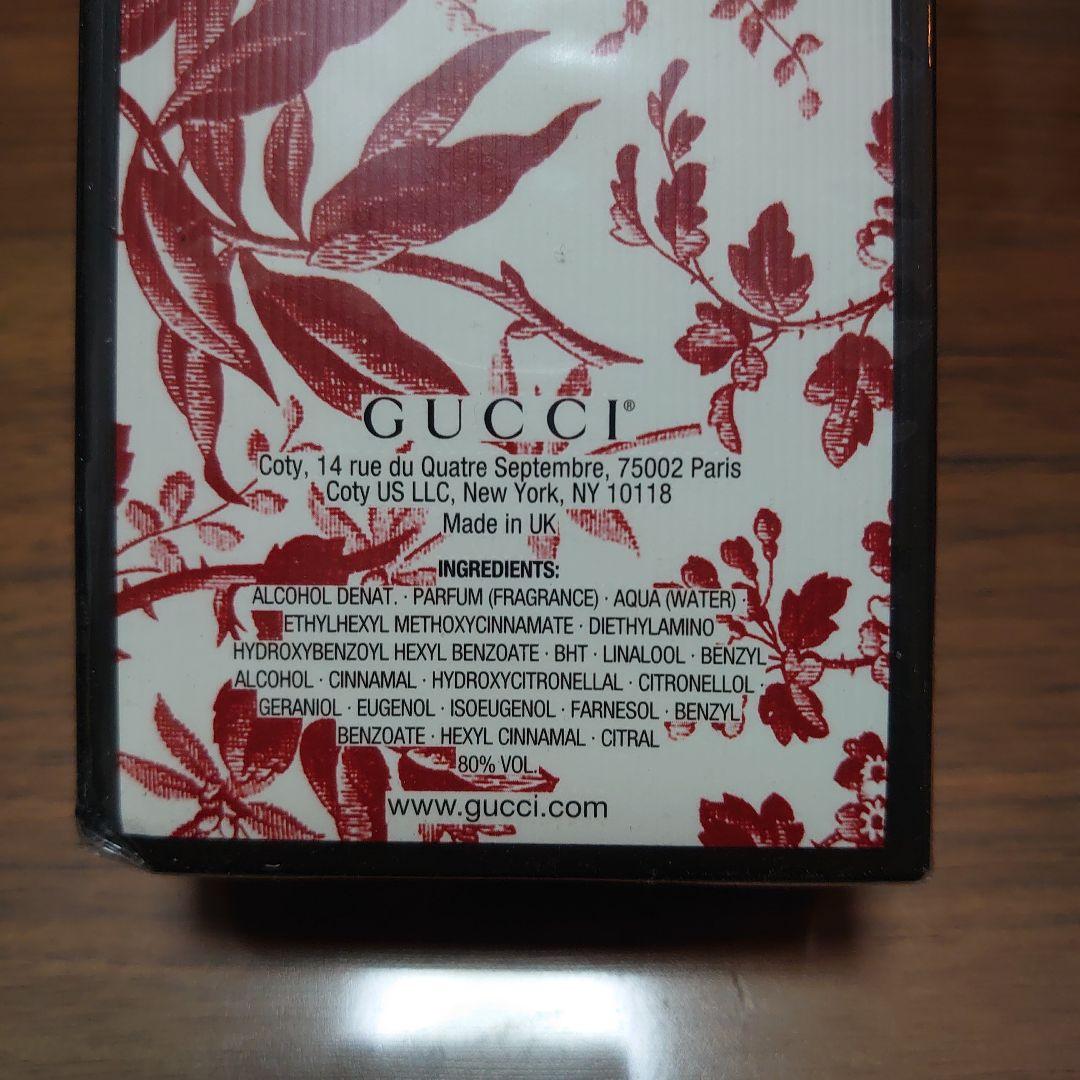 GUCCI®
Coty, 14 rue du Quatre Septembre, 75002 Paris
Coty US LLC, New York, NY 10118
Made in UK
INGREDIENTS:
ALCOHOL DENAT. · PARFUM (FRAGRANCE) · AQUA (WATER) ·
ETHYLHEXYL METHOXYCINNAMATE · DIETHYLAMINO
HYDROXYBENZOYL HEXYL BENZOATE · BHT · LINALOOL · BENZYL
ALCOHOL · CINNAMAL · HYDROXYCITRONELLAL · CITRONELLOL ·
GERANIOL · EUGENOL · ISOEUGENOL · FARNESOL · BENZYL
BENZOATE · HEXYL CINNAMAL · CITRAL
80% VOL.
www.gucci.com